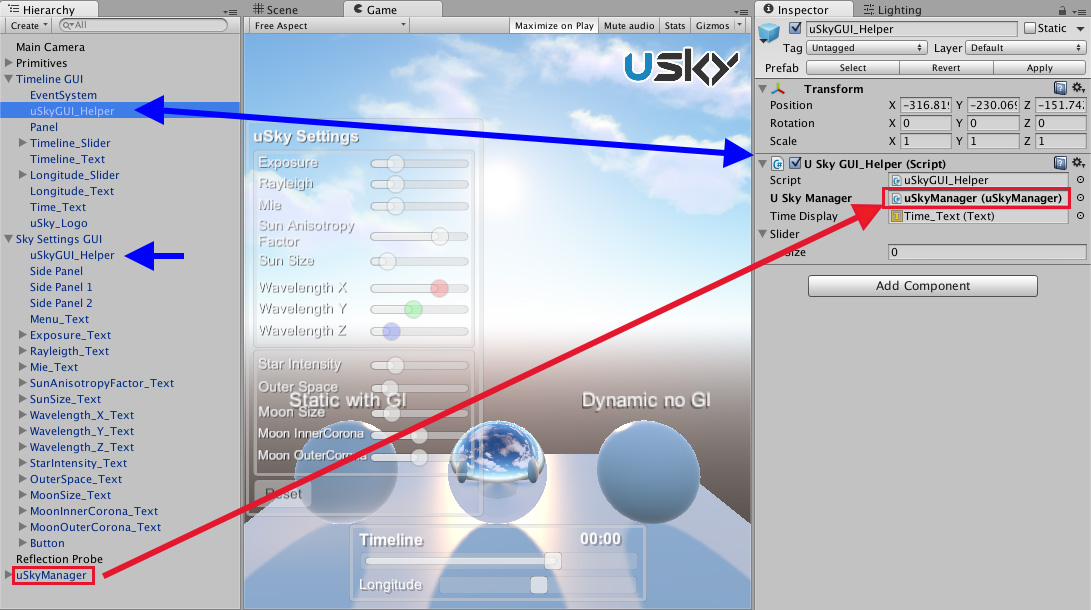 Hierarchy
Create
All
Main Camera
Primitives
Timeline GUI
EventSystem
uSkyGUI_Helper
Panel
Timeline_Slider
Timeline_Text
Longitude_Slider
Longitude_Text
Time_Text
uSky_Logo
Sky Settings GUI
uSkyGUI_Helper
Side Panel
Side Panel 1
Side Panel 2
Menu_Text
Exposure_Text
Rayleigth_Text
Mie_Text
SunAnisotropyFactor_Text
SunSize_Text
Wavelength_X_Text
Wavelength_Y_Text
Wavelength_Z_Text
StarIntensity_Text
OuterSpace_Text
MoonSize_Text
MoonInnerCorona_Text
MoonOuterCorona_Text
Button
Reflection Probe
uSkyManager
Scene Game
Free Aspect Maximize on Play Mute audio Stats Gizmos
uSky
uSky Settings
Exposure
Rayleigh
Mie
Sun Anisotropy
Factor
Sun Size
Wavelength X
Wavelength Y
Wavelength Z
Star Intensity
Outer Space
Static with GI Dynamic no GI
Moon Size
Moon InnerCorona
Moon OuterCorona
Reset
Timeline 00:00
Longitude
Inspector Lighting
uSkyGUI_Helper Static
Tag Untagged Layer Default
Prefab Select Revert Apply
Transform
Position X -316.819 Y -230.069 Z -151.742
Rotation X 0 Y 0 Z 0
Scale X 1 Y 1 Z 1
U Sky GUI_Helper (Script)
Script uSkyGUI_Helper
U Sky Manager uSkyManager (uSkyManager)
Time Display Time_Text (Text)
Slider
Size 0
Add Component